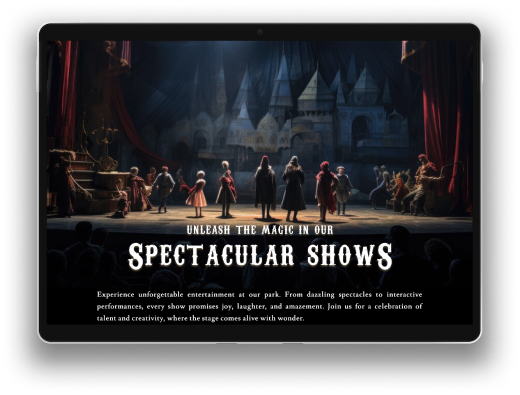 UNLEASH THE MAGIC IN OUR
SPECTACULAR SHOWS
Experience unforgettable entertainment at our park. From dazzling spectacles to interactive
performances, every show promises joy, laughter, and amazement. Join us for a celebration of
talent and creativity, where the stage comes alive with wonder.